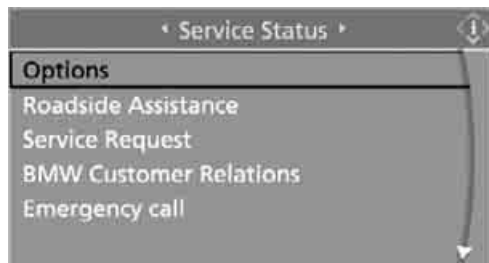 Service Status
i
Options
Roadside Assistance
Service Request
BMW Customer Relations
Emergency call